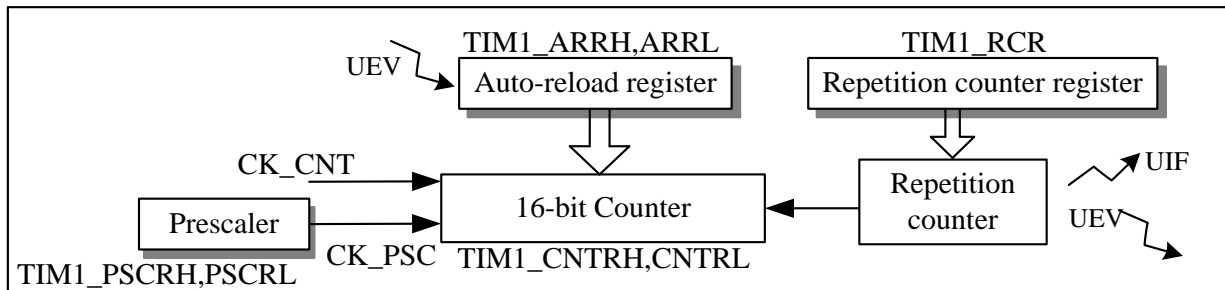 TIM1_ARRH,ARRL
TIM1_RCR
UEV
Auto-reload register
Repetition counter register
CK_CNT
16-bit Counter
Repetition
counter
UIF
UEV
Prescaler
CK_PSC
TIM1_CNTRH,CNTRL
TIM1_PSCRH,PSCRL